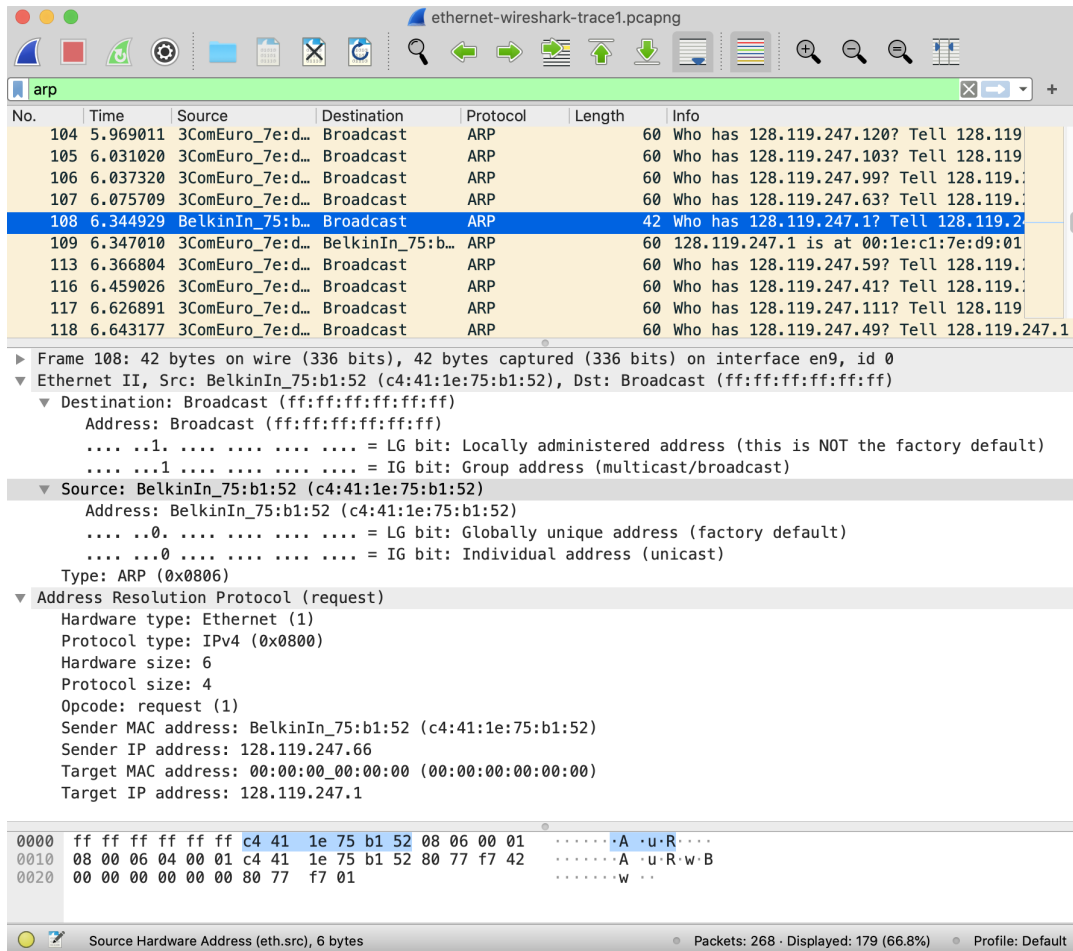 ethernet-wireshark-trace1.pcapng
arp
No. Time Source Destination Protocol Length Info
104 5.969011 3ComEuro_7e:d… Broadcast ARP 60 Who has 128.119.247.120? Tell 128.119
105 6.031020 3ComEuro_7e:d… Broadcast ARP 60 Who has 128.119.247.103? Tell 128.119
106 6.037320 3ComEuro_7e:d… Broadcast ARP 60 Who has 128.119.247.99? Tell 128.119.
107 6.075709 3ComEuro_7e:d… Broadcast ARP 60 Who has 128.119.247.63? Tell 128.119.
108 6.344929 BelkinIn_75:b… Broadcast ARP 42 Who has 128.119.247.1? Tell 128.119.2
109 6.347010 3ComEuro_7e:d… BelkinIn_75:b… ARP 60 128.119.247.1 is at 00:1e:c1:7e:d9:01
113 6.366804 3ComEuro_7e:d… Broadcast ARP 60 Who has 128.119.247.59? Tell 128.119.
116 6.459026 3ComEuro_7e:d… Broadcast ARP 60 Who has 128.119.247.41? Tell 128.119.
117 6.626891 3ComEuro_7e:d… Broadcast ARP 60 Who has 128.119.247.111? Tell 128.119
118 6.643177 3ComEuro_7e:d… Broadcast ARP 60 Who has 128.119.247.49? Tell 128.119.247.1
Frame 108: 42 bytes on wire (336 bits), 42 bytes captured (336 bits) on interface en9, id 0
Ethernet II, Src: BelkinIn_75:b1:52 (c4:41:1e:75:b1:52), Dst: Broadcast (ff:ff:ff:ff:ff:ff)
Destination: Broadcast (ff:ff:ff:ff:ff:ff)
Address: Broadcast (ff:ff:ff:ff:ff:ff)
.... ..1. .... .... .... .... = LG bit: Locally administered address (this is NOT the factory default)
.... ...1 .... .... .... .... = IG bit: Group address (multicast/broadcast)
Source: BelkinIn_75:b1:52 (c4:41:1e:75:b1:52)
Address: BelkinIn_75:b1:52 (c4:41:1e:75:b1:52)
.... ..0. .... .... .... .... = LG bit: Globally unique address (factory default)
.... ...0 .... .... .... .... = IG bit: Individual address (unicast)
Type: ARP (0x0806)
Address Resolution Protocol (request)
Hardware type: Ethernet (1)
Protocol type: IPv4 (0x0800)
Hardware size: 6
Protocol size: 4
Opcode: request (1)
Sender MAC address: BelkinIn_75:b1:52 (c4:41:1e:75:b1:52)
Sender IP address: 128.119.247.66
Target MAC address: 00:00:00_00:00:00 (00:00:00:00:00:00)
Target IP address: 128.119.247.1
0000 ff ff ff ff ff ff c4 41 1e 75 b1 52 08 06 00 01 ·······A ·u·R····
0010 08 00 06 04 00 01 c4 41 1e 75 b1 52 80 77 f7 42 ·······A ·u·R·w·B
0020 00 00 00 00 00 00 80 77 f7 01 ·······w ··
Source Hardware Address (eth.src), 6 bytes Packets: 268 · Displayed: 179 (66.8%) Profile: Default